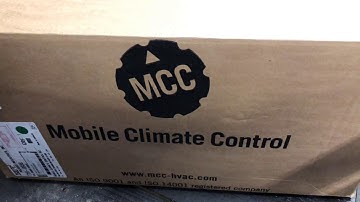 MCC
Mobile Climate Control
www.mcc-hvac.com
An ISO 9001 and ISO 14001 registered company